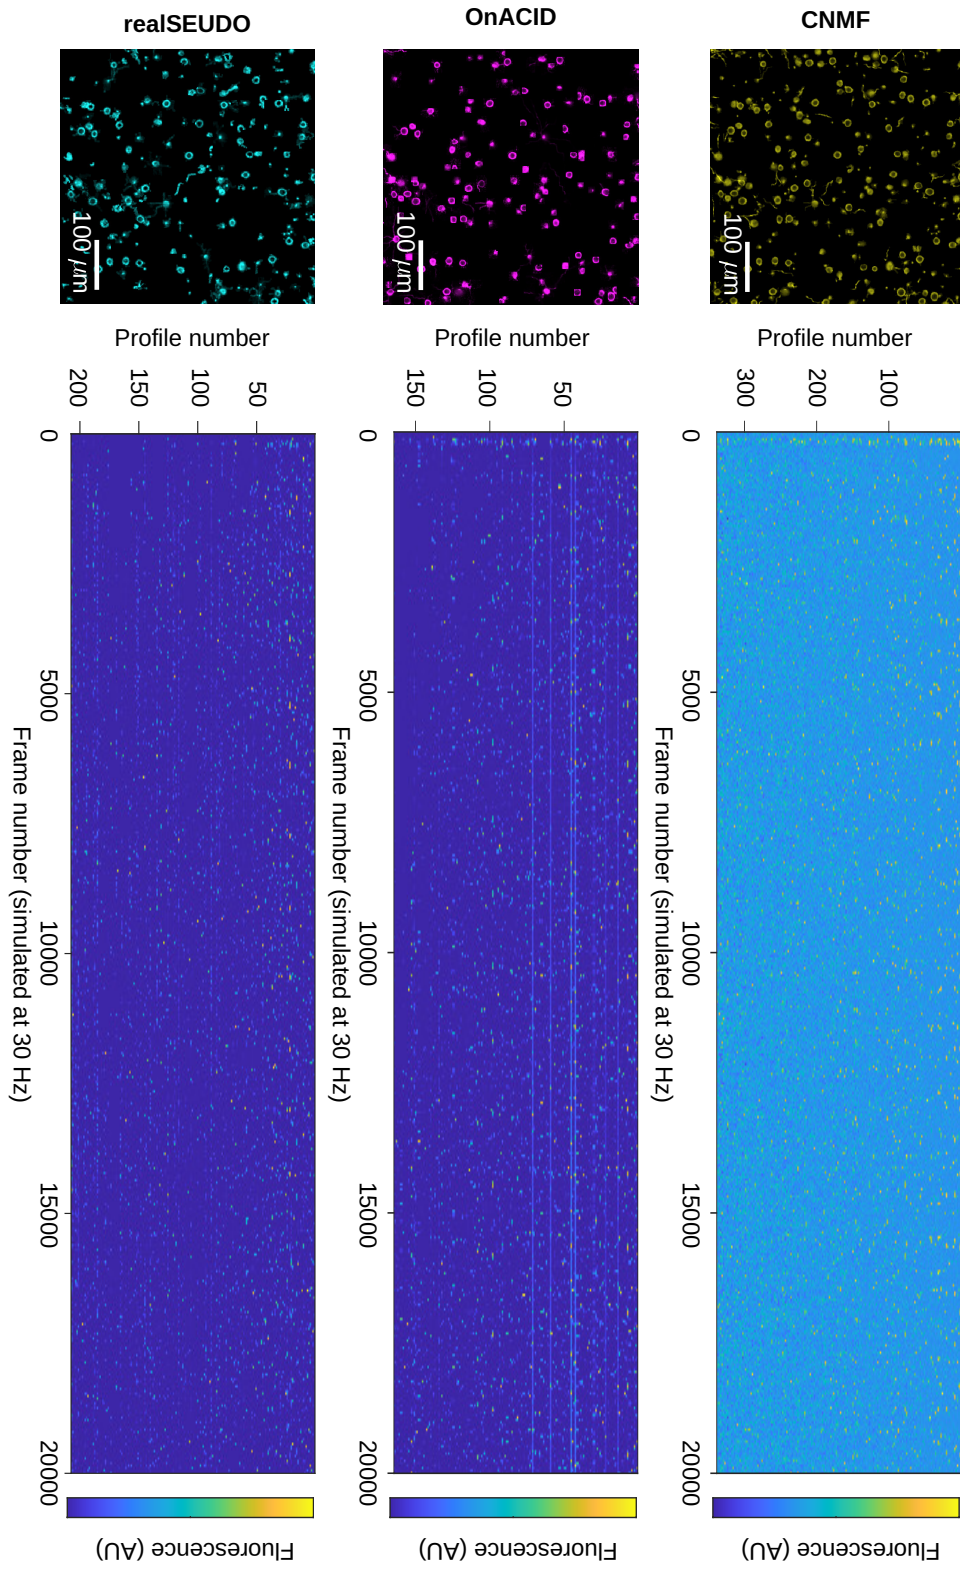 realSEUDO
OnACID
CNMF
100 μm
100 μm
100 μm
Profile number
Profile number
Profile number
200
150
100
50
150
100
50
300
200
100
0
5000
10000
15000
20000
Frame number (simulated at 30 Hz)
0
5000
10000
15000
20000
Frame number (simulated at 30 Hz)
0
5000
10000
15000
20000
Frame number (simulated at 30 Hz)
Fluorescence (AU)
Fluorescence (AU)
Fluorescence (AU)